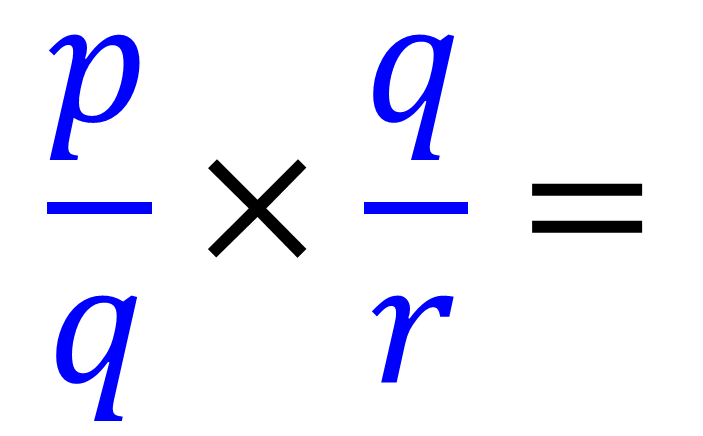 p/q × q/r =